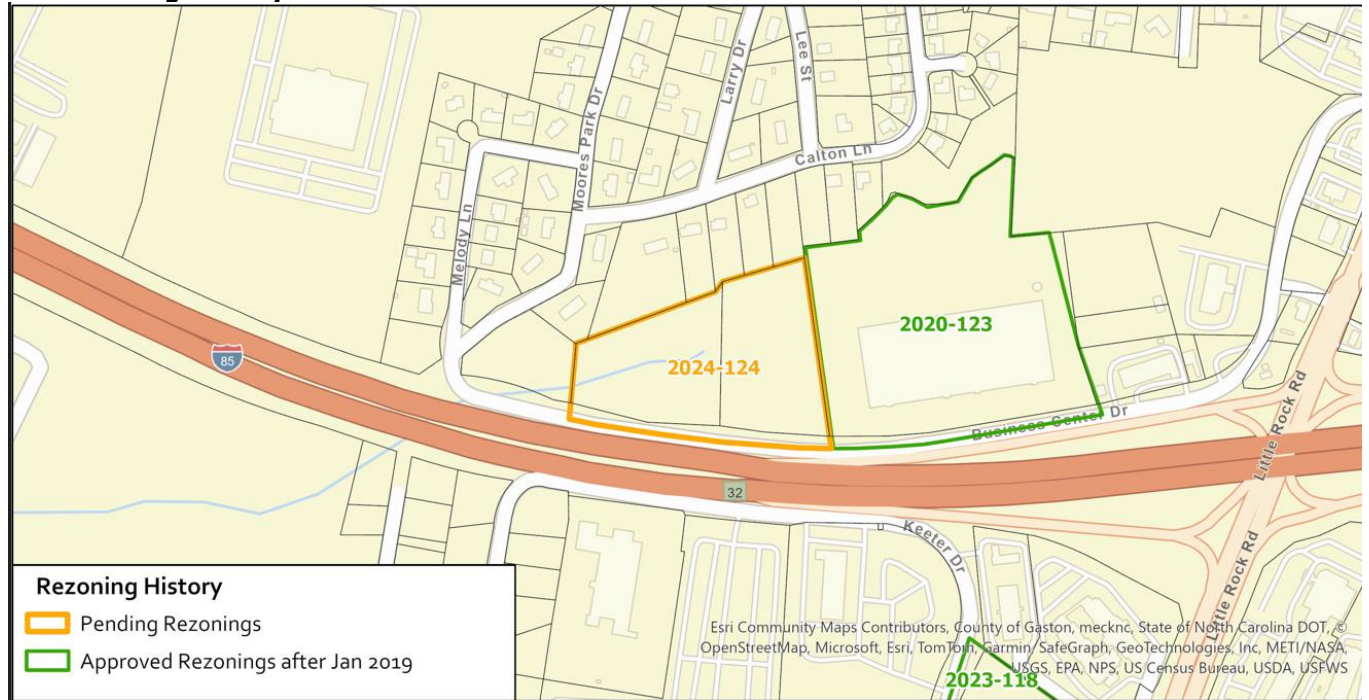 Lee St
Larry Dr
Moores Park Dr
Calton Ln
Melody Ln
2020-123
85
2024-124
Little Rock Rd
Business Center Dr
32
Keeter Dr
Little Rock Rd
Rezoning History
Pending Rezonings
Approved Rezonings after Jan 2019
Esri Community Maps Contributors, County of Gaston, mecknc, State of North Carolina DOT, ©
OpenStreetMap, Microsoft, Esri, TomTom, Garmin, SafeGraph, GeoTechnologies, Inc, METI/NASA,
USGS, EPA, NPS, US Census Bureau, USDA, USFWS
2023-118